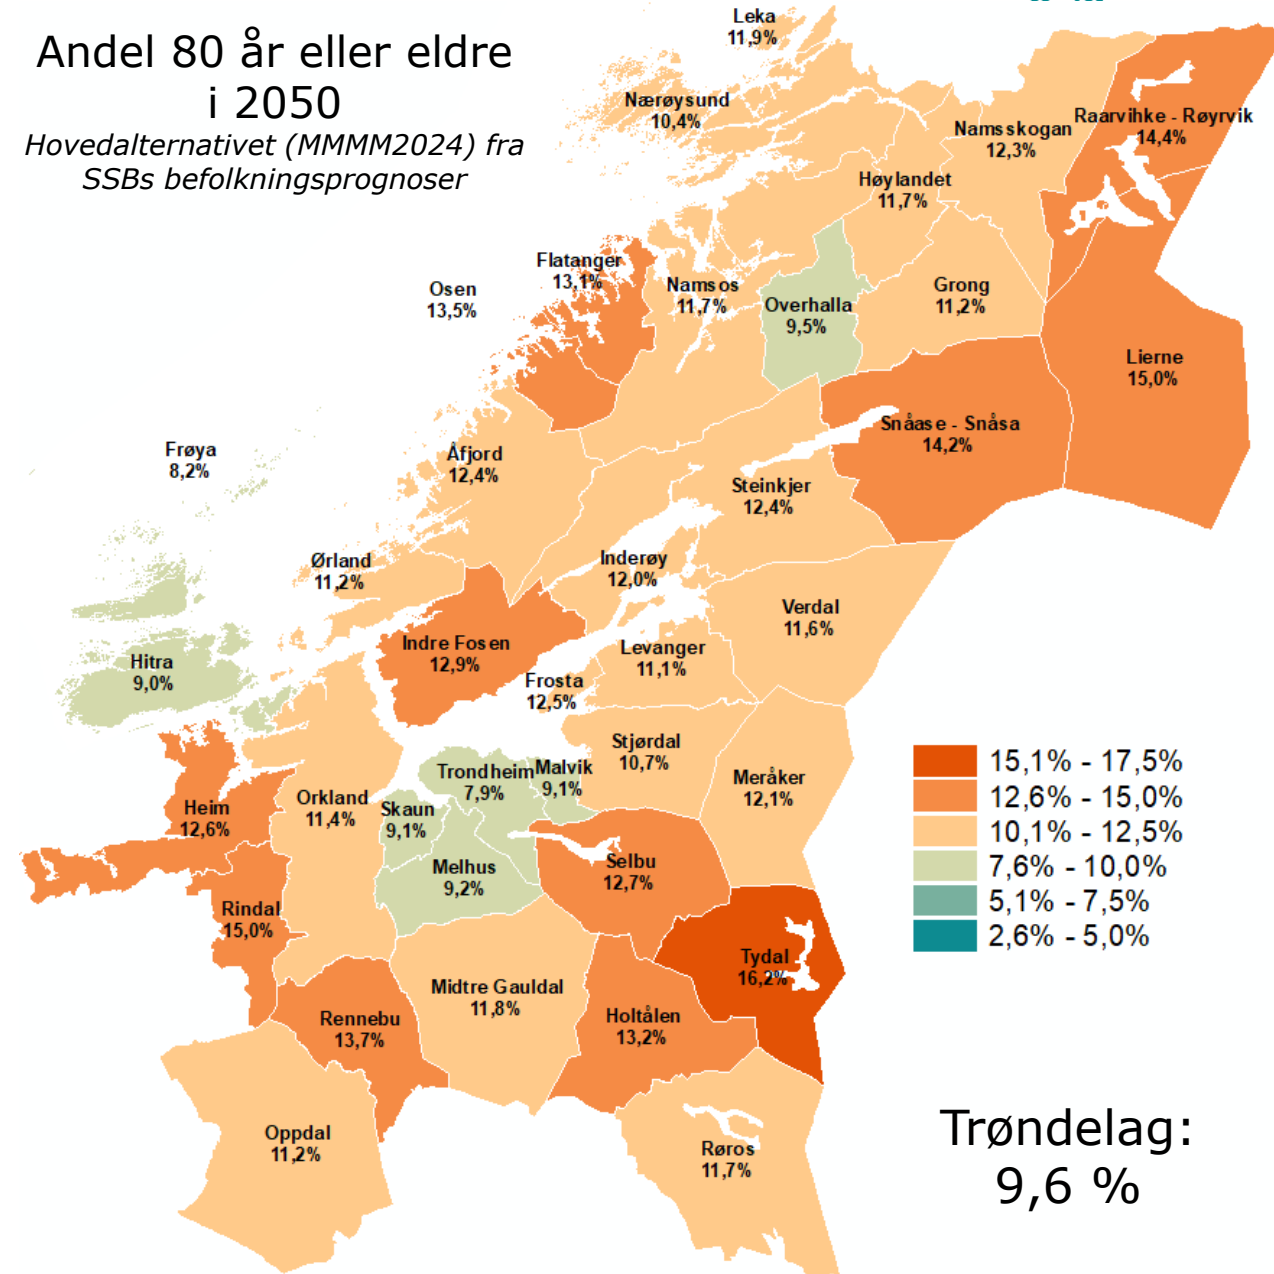 Andel 80 år eller eldre
i 2050
Hovedalternativet (MMMM2024) fra
SSBs befolkningsprognoser
Leka
11,9%
Nærøysund
10,4%
Namsskogan
12,3%
Raarvihke - Røyrvik
14,4%
Høylandet
11,7%
Flatanger
13,1%
Osen
13,5%
Namsos
11,7%
Overhalla
9,5%
Grong
11,2%
Lierne
15,0%
Snåase - Snåsa
14,2%
Frøya
8,2%
Åfjord
12,4%
Steinkjer
12,4%
Ørland
11,2%
Inderøy
12,0%
Verdal
11,6%
Hitra
9,0%
Indre Fosen
12,9%
Levanger
11,1%
Frosta
12,5%
Stjørdal
10,7%
Meråker
12,1%
Trondheim
7,9%
Malvik
9,1%
Heim
12,6%
Orkland
11,4%
Skaun
9,1%
Melhus
9,2%
Selbu
12,7%
Rindal
15,0%
Tydal
16,2%
Midtre Gauldal
11,8%
Rennebu
13,7%
Holtålen
13,2%
Oppdal
11,2%
Røros
11,7%
15,1% - 17,5%
12,6% - 15,0%
10,1% - 12,5%
7,6% - 10,0%
5,1% - 7,5%
2,6% - 5,0%
Trøndelag:
9,6 %